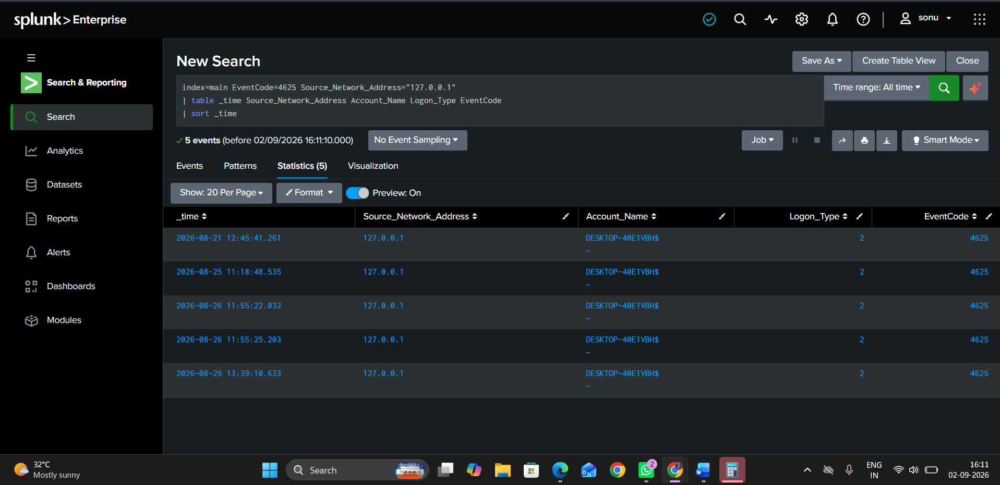 splunk> Enterprise
sonu
Search & Reporting
Search
Analytics
Datasets
Reports
Alerts
Dashboards
Modules
New Search
Save As
Create Table View
Close
index=main EventCode=4625 Source_Network_Address="127.0.0.1"
| table _time Source_Network_Address Account_Name Logon_Type EventCode
| sort _time
Time range: All time
5 events (before 02/09/2026 16:11:10.000)
No Event Sampling
Job
Smart Mode
Events Patterns Statistics (5) Visualization
Show: 20 Per Page
Format
Preview: On
_time Source_Network_Address Account_Name Logon_Type EventCode
2026-08-21 12:45:41.261 127.0.0.1 DESKTOP-40E1VBH$ 2 4625
-
2026-08-25 11:18:48.535 127.0.0.1 DESKTOP-40E1VBH$ 2 4625
-
2026-08-26 11:55:22.032 127.0.0.1 DESKTOP-40E1VBH$ 2 4625
-
2026-08-26 11:55:25.203 127.0.0.1 DESKTOP-40E1VBH$ 2 4625
-
2026-08-29 13:39:10.633 127.0.0.1 DESKTOP-40E1VBH$ 2 4625
-
32°C
Mostly sunny
Search
2
1
ENG
IN
16:11
02-09-2026